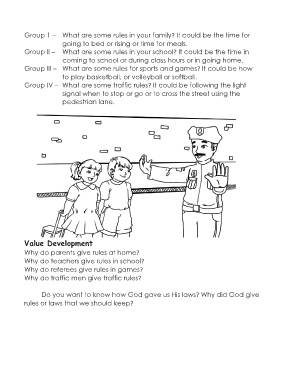 Group 1 – What are some rules in your family? It could be the time for
going to bed or rising or time for meals.
Group II – What are some rules in your school? It could be the time in
coming to school or during class hours or in going home.
Group III – What are some rules for sports and games? It could be how
to play basketball, or volleyball or softball.
Group IV – What are some traffic rules? It could be following the light
signal when to stop or go or to cross the street using the
pedestrian lane.
Value Development
Why do parents give rules at home?
Why do teachers give rules in school?
Why do referees give rules in games?
Why do traffic men give traffic rules?
Do you want to know how God gave us His laws? Why did God give
rules or laws that we should keep?